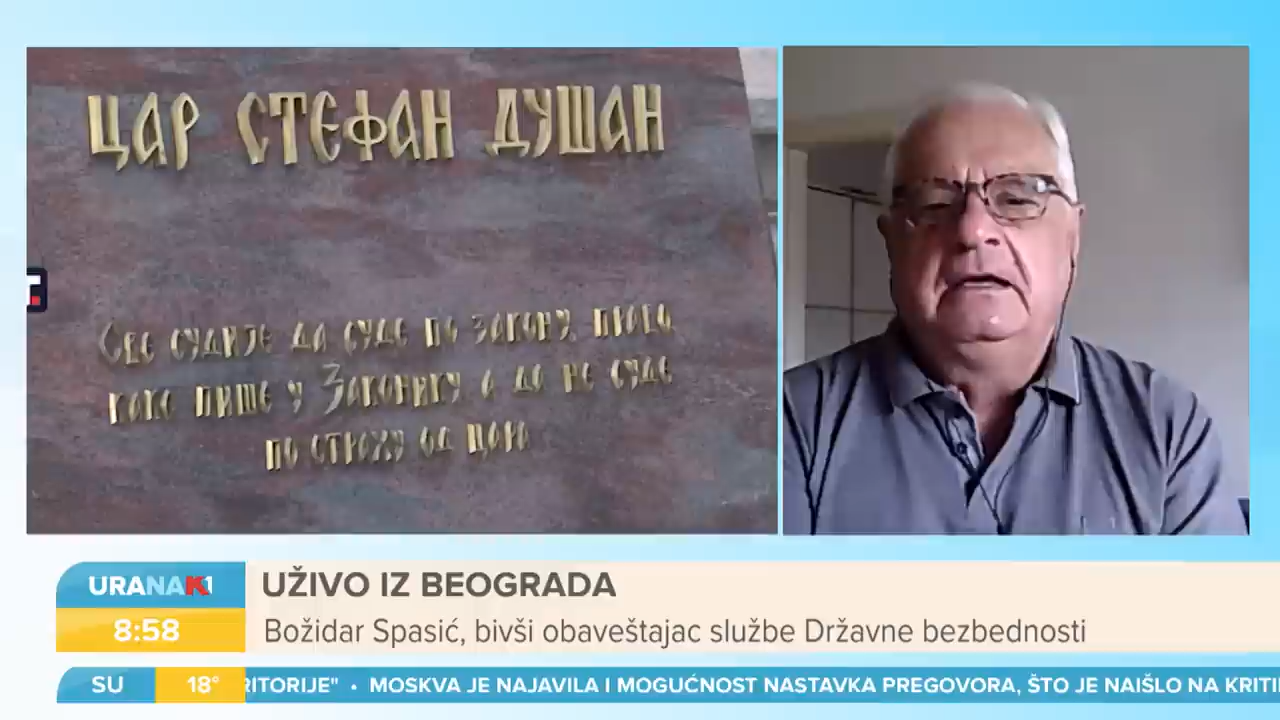 ЦАР СТЕФАН ДУШАН
Све судије да суде по закону, право,
како пише у Законику, а да не суде
по страху од цара
T.
URANAK1
UŽIVO IZ BEOGRADA
8:58
Božidar Spasić, bivši obaveštajac službe Državne bezbednosti
SU 18° RITORIJE" • MOSKVA JE NAJAVILA I MOGUĆNOST NASTAVKA PREGOVORA, ŠTO JE NAIŠLO NA KRITI